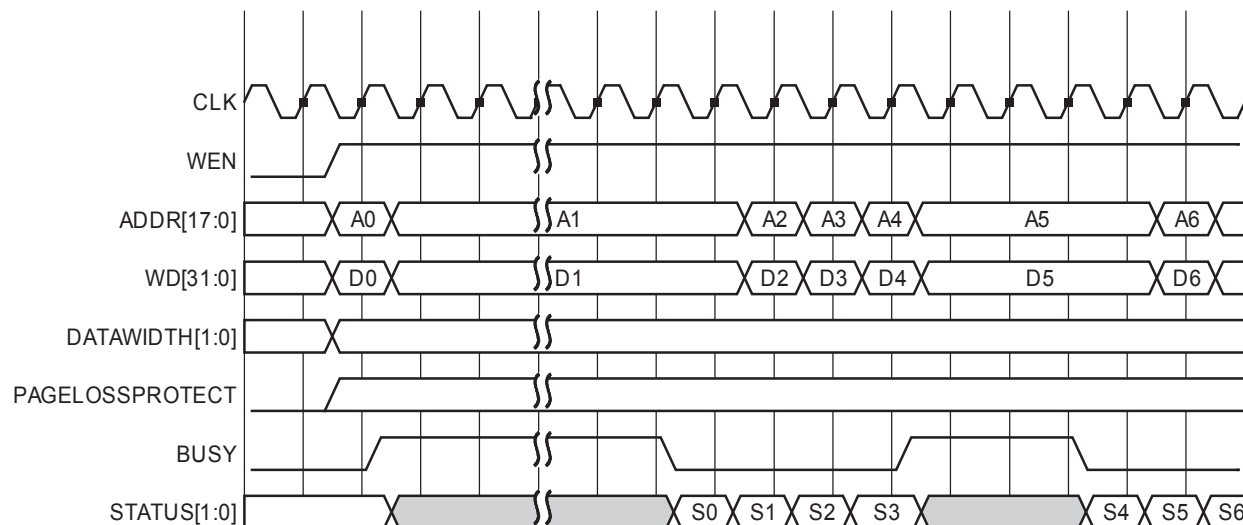 CLK
WEN
ADDR[17:0] A0 A1 A2 A3 A4 A5 A6
WD[31:0] D0 D1 D2 D3 D4 D5 D6
DATAWIDTH[1:0]
PAGELOSSPROTECT
BUSY
STATUS[1:0] S0 S1 S2 S3 S4 S5 S6